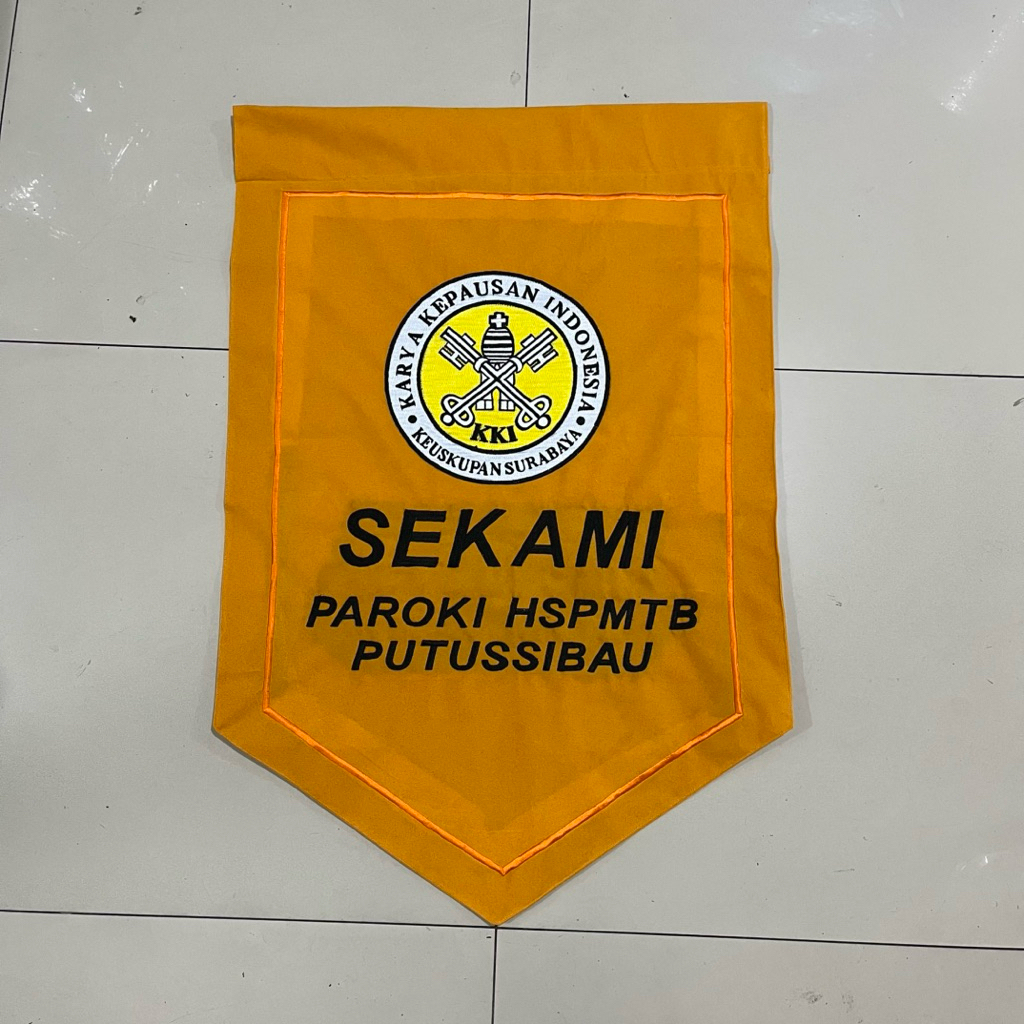 KARYA KEPAUSAN INDONESIA
KKI
• KEUSKUPAN SURABAYA •
SEKAMI
PAROKI HSPMTB
PUTUSSIBAU